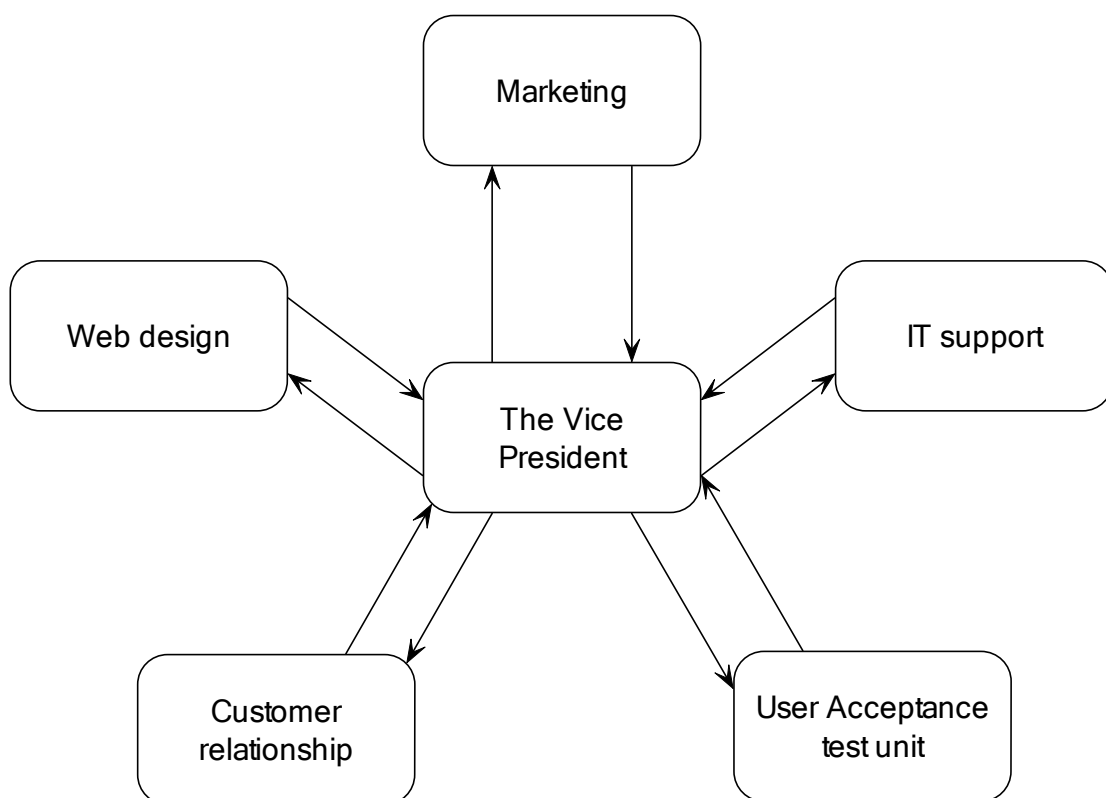 Marketing
Web design
IT support
The Vice
President
Customer
relationship
User Acceptance
test unit